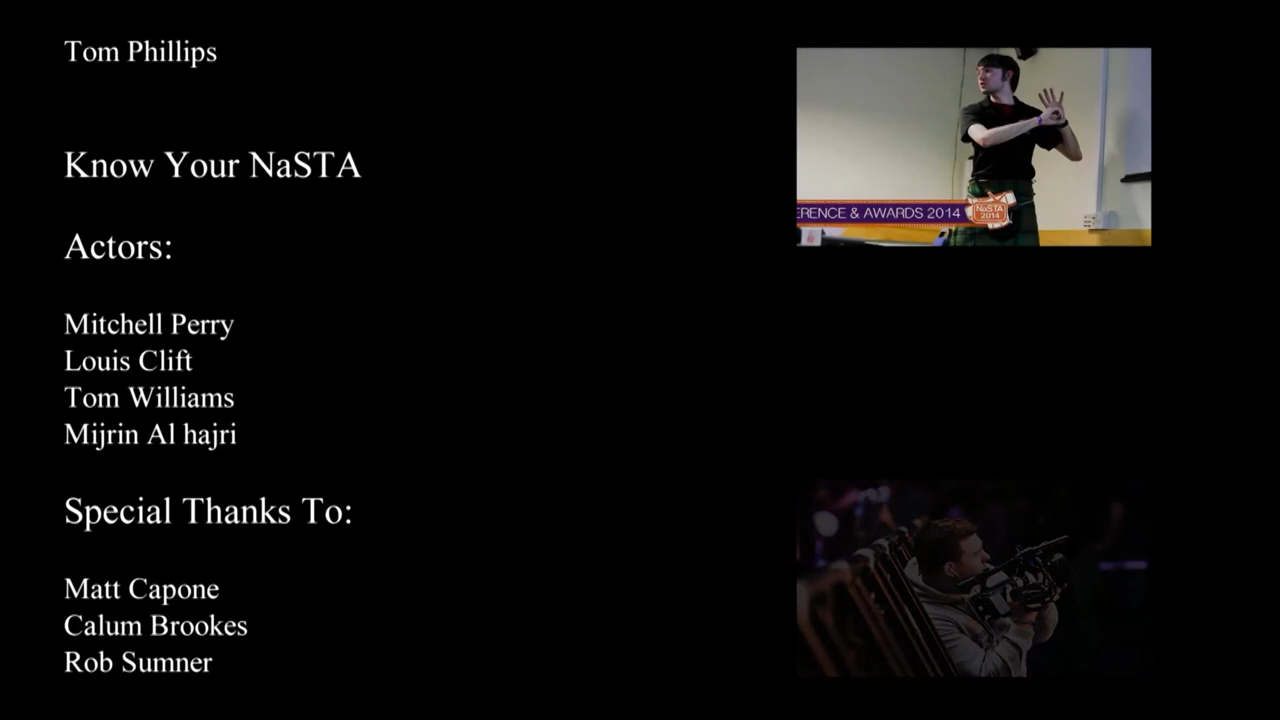 Tom Phillips
Know Your NaSTA
Actors:
Mitchell Perry
Louis Clift
Tom Williams
Mijrin Al hajri
Special Thanks To:
Matt Capone
Calum Brookes
Rob Sumner
ERENCE & AWARDS 2014
NaSTA
2014